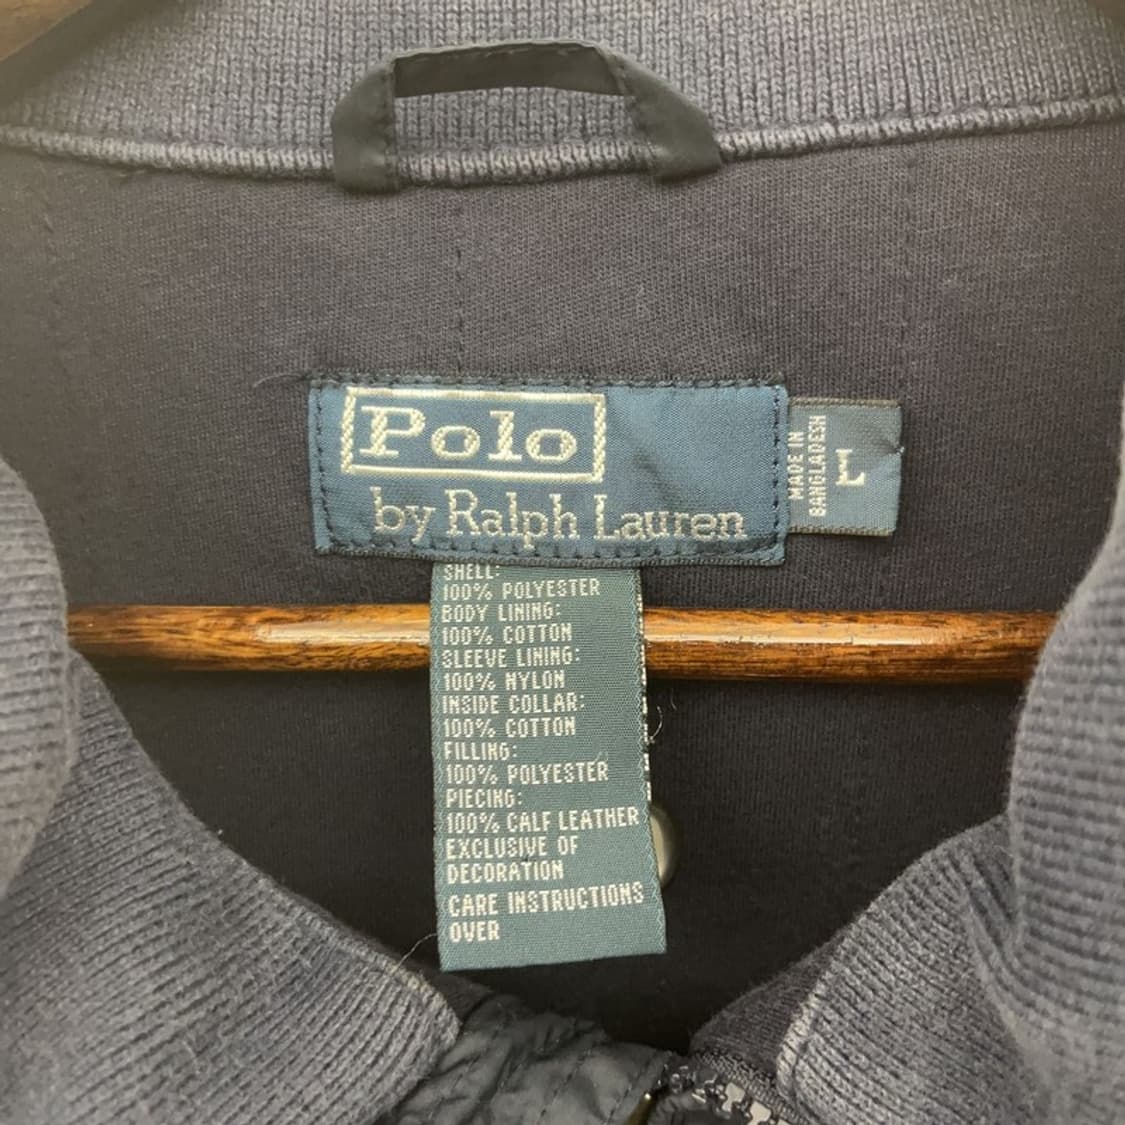 Polo
by Ralph Lauren
MADE IN
BANGLADESH
L
SHELL:
100% POLYESTER
BODY LINING:
100% COTTON
SLEEVE LINING:
100% NYLON
INSIDE COLLAR:
100% COTTON
FILLING:
100% POLYESTER
PIECING:
100% CALF LEATHER
EXCLUSIVE OF
DECORATION
CARE INSTRUCTIONS
OVER